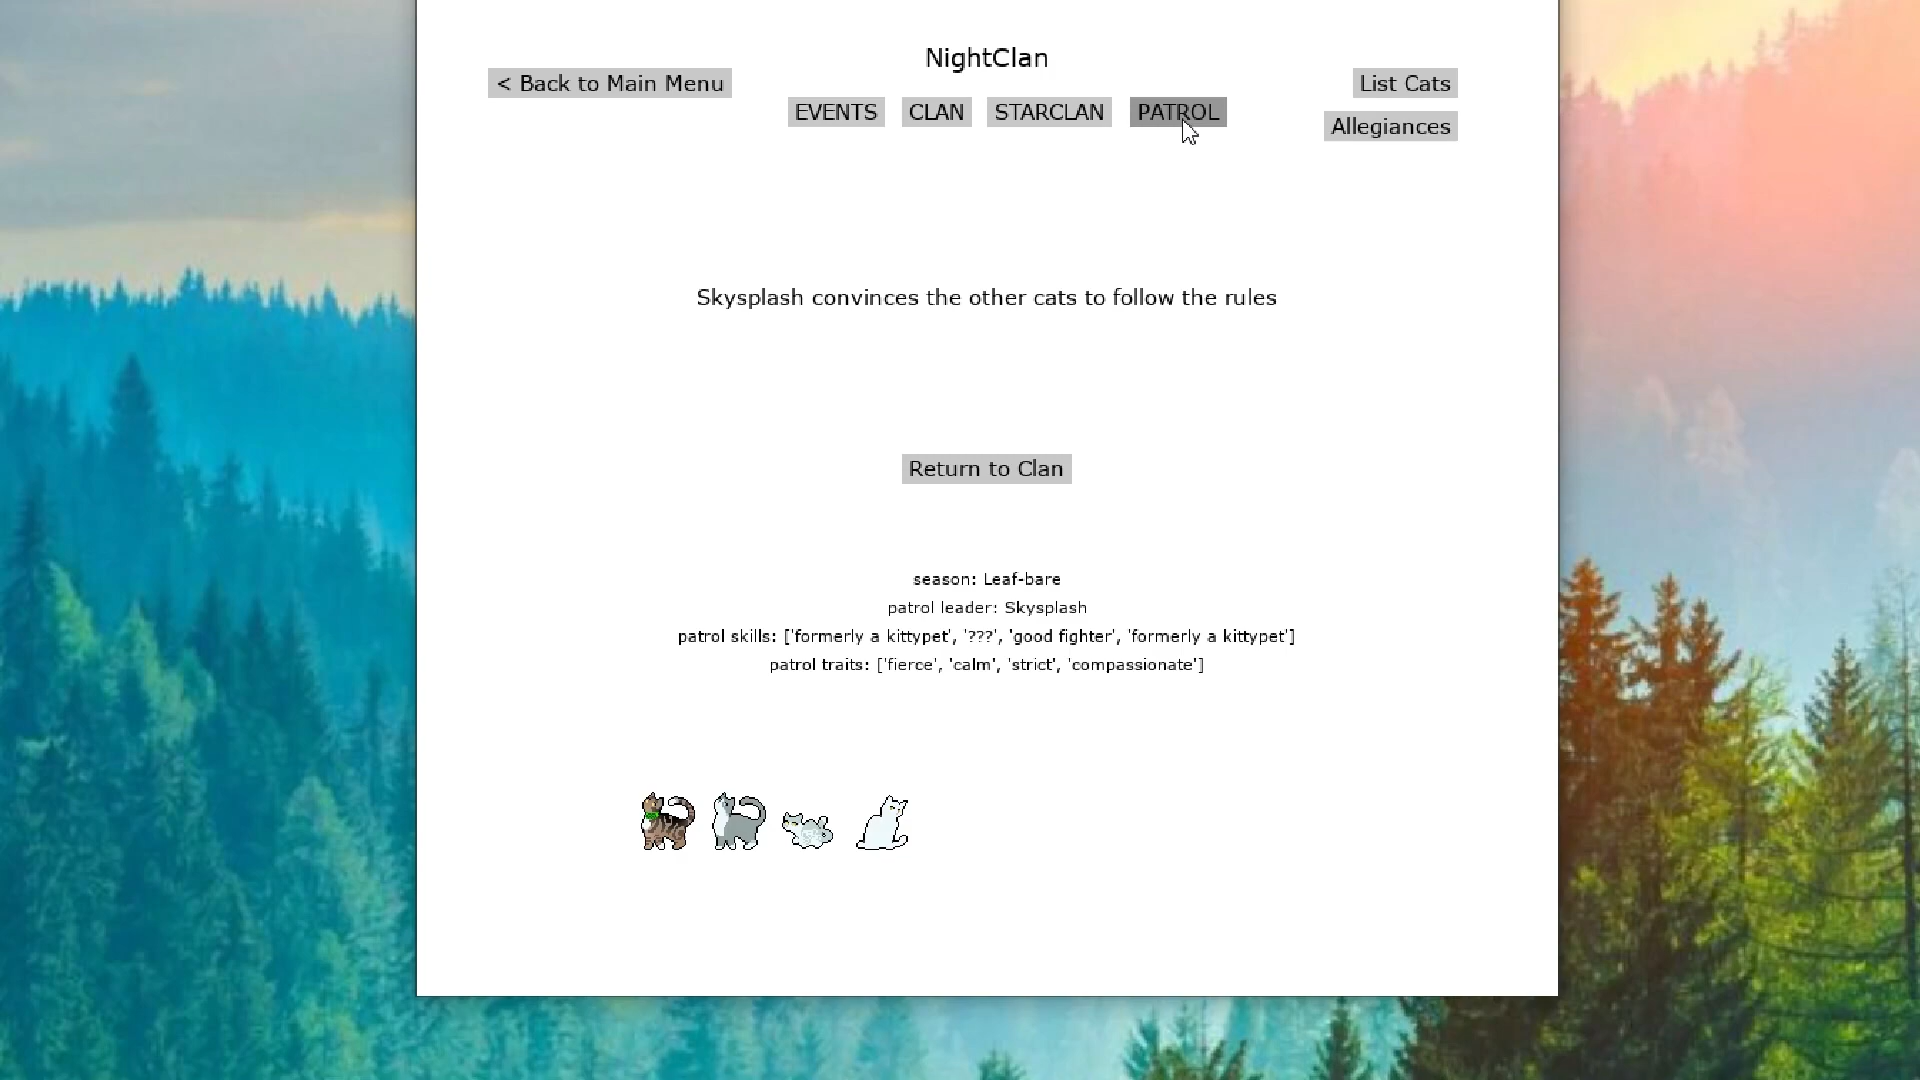 NightClan
< Back to Main Menu
List Cats
EVENTS CLAN STARCLAN PATROL
Allegiances
Skysplash convinces the other cats to follow the rules
Return to Clan
season: Leaf-bare
patrol leader: Skysplash
patrol skills: ['formerly a kittypet', '???', 'good fighter', 'formerly a kittypet']
patrol traits: ['fierce', 'calm', 'strict', 'compassionate']